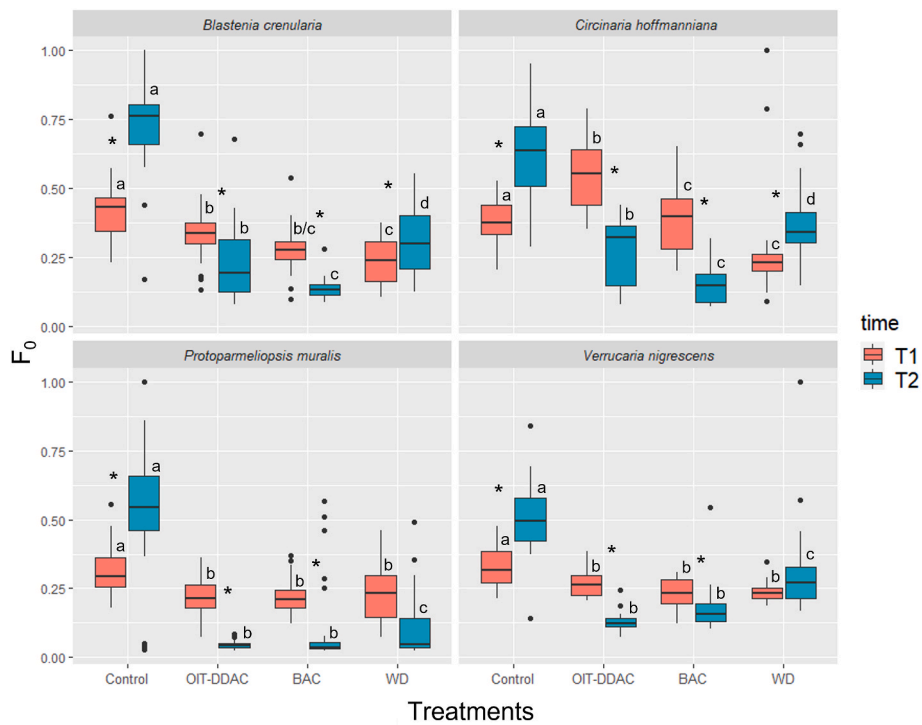 Blastenia crenularia
Circinaria hoffmanniana
1.00
0.75
0.50
0.25
0.00
*
a
a
b
*
b
b/c
*
c
*
c
d
*
a
a
b
*
b
c
*
c
*
c
d
F0
Protoparmeliopsis muralis
Verrucaria nigrescens
1.00
0.75
0.50
0.25
0.00
*
a
a
b
*
b
b
*
b
b
c
*
a
a
b
*
b
b
*
b
b
c
Control
OIT-DDAC
BAC
WD
Control
OIT-DDAC
BAC
WD
Treatments
time
T1
T2